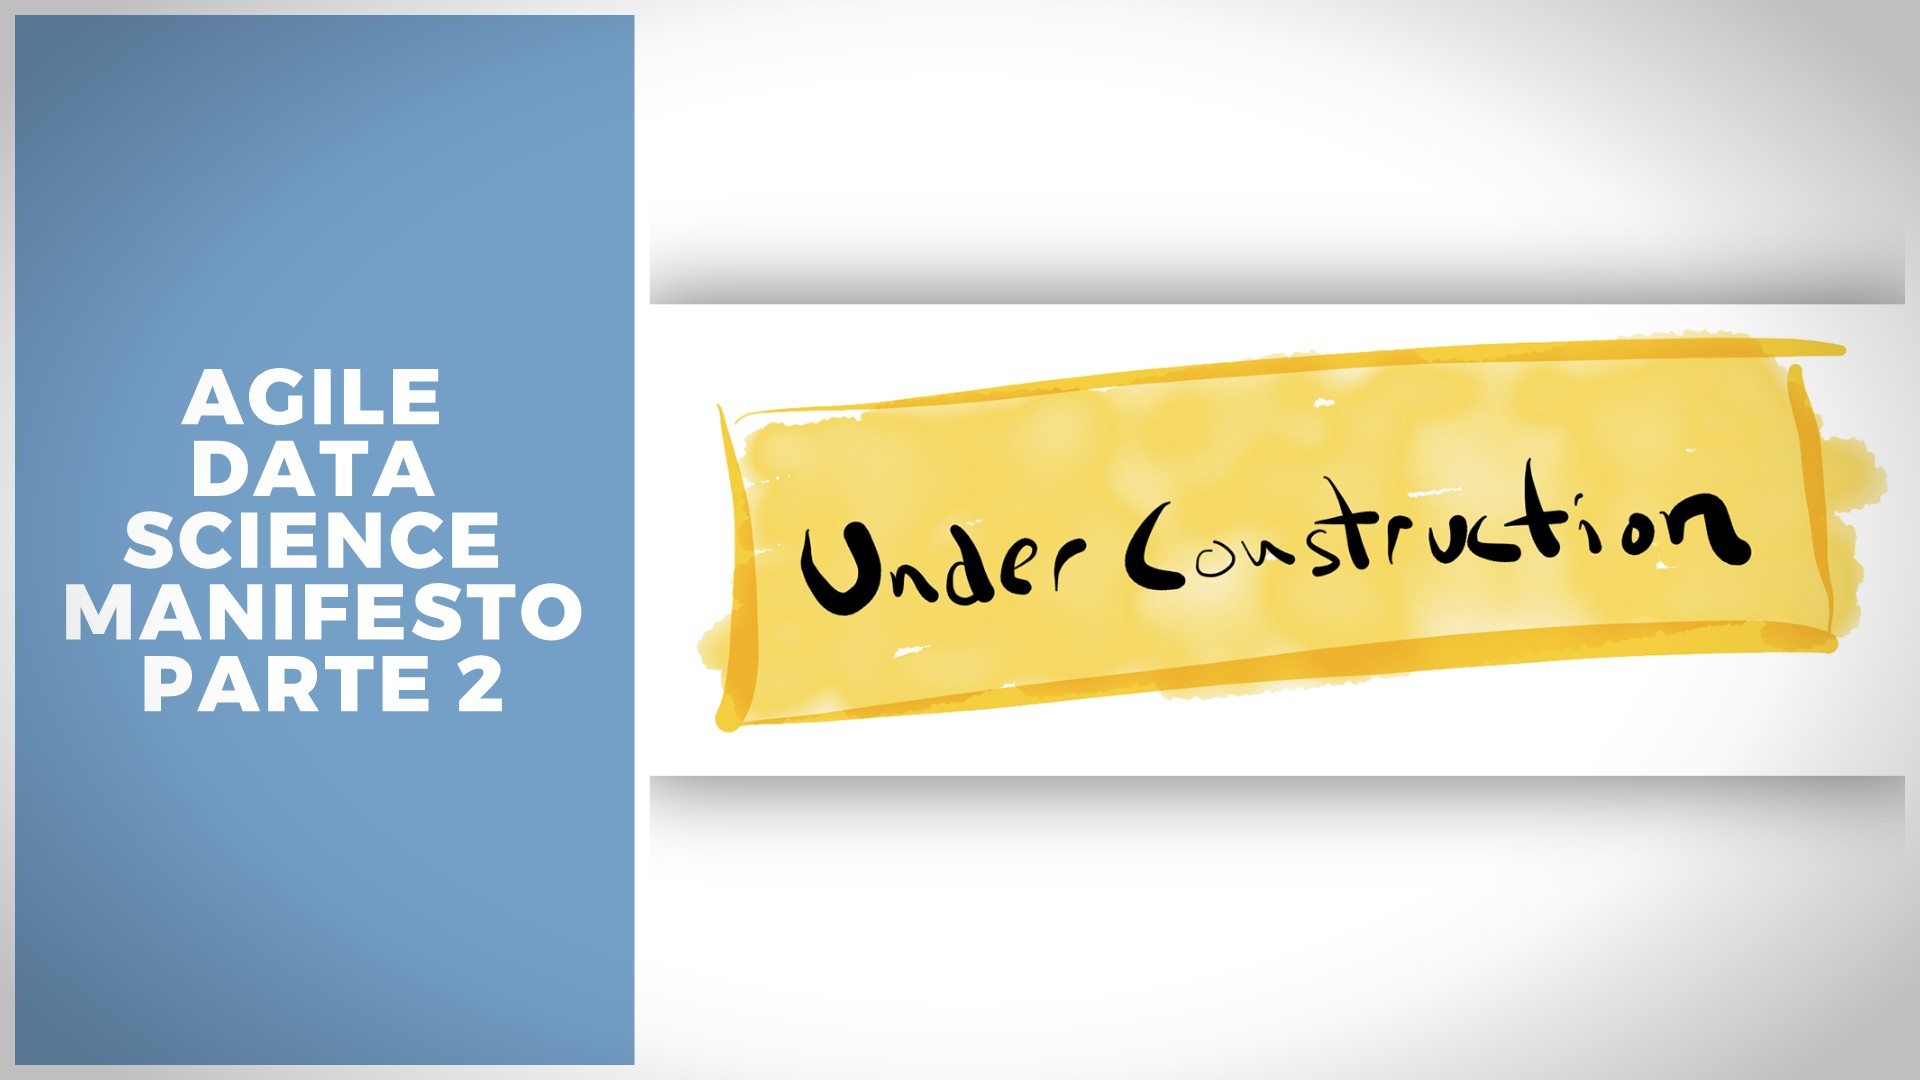 AGILE
DATA
SCIENCE
MANIFESTO
PARTE 2
Under Construction